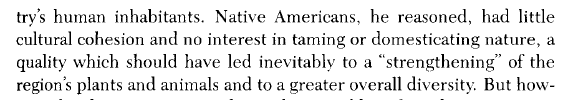 try's human inhabitants. Native Americans, he reasoned, had little
cultural cohesion and no interest in taming or domesticating nature, a
quality which should have led inevitably to a “strengthening” of the
region's plants and animals and to a greater overall diversity. But how-